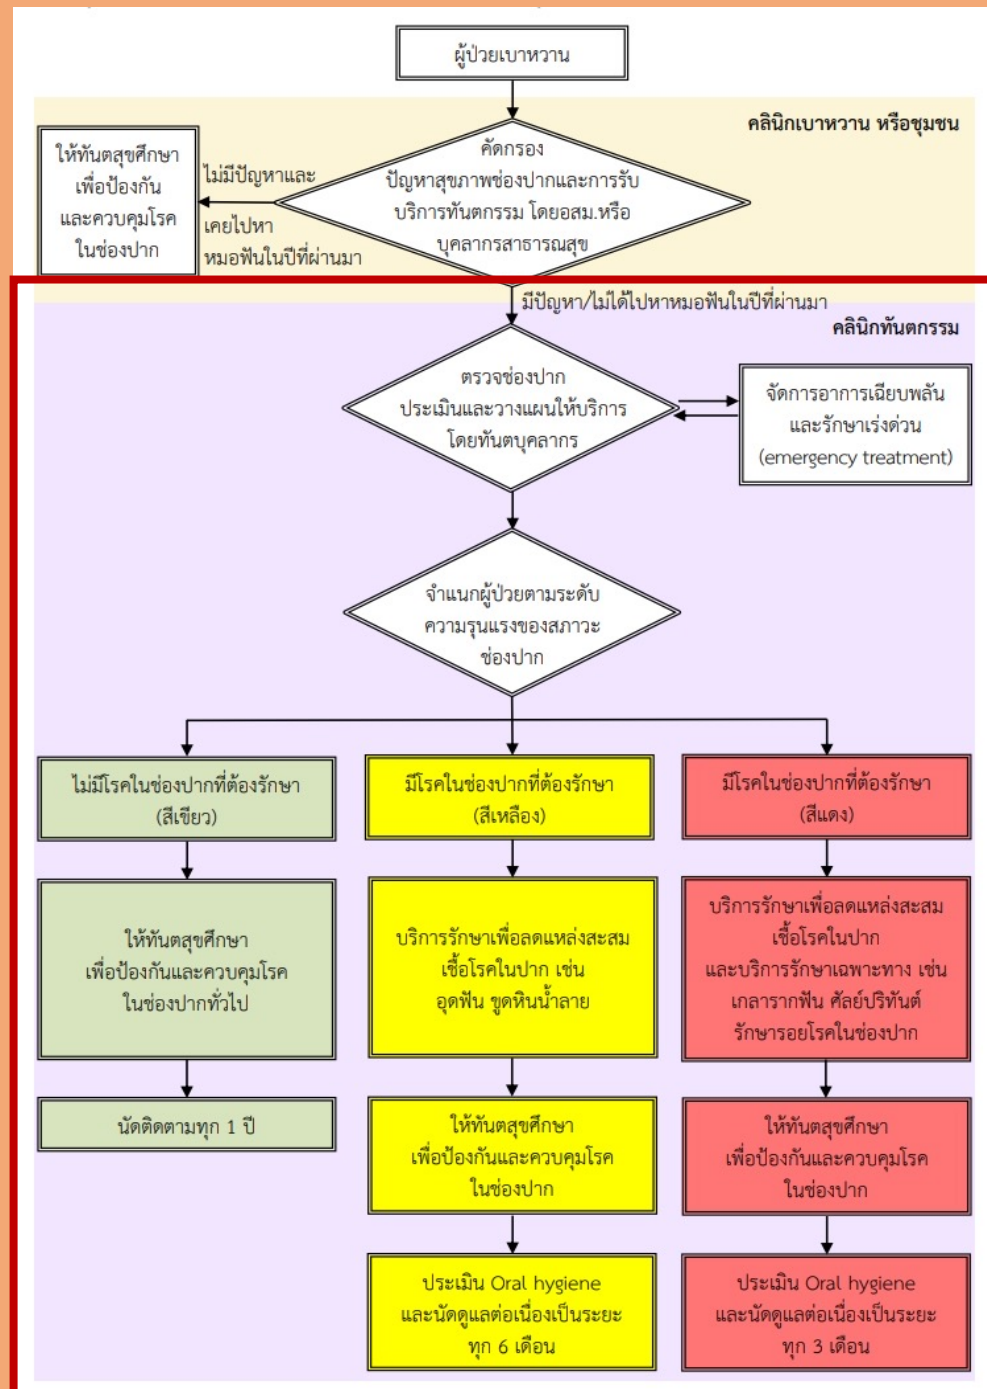 ผู้ป่วยเบาหวาน
คลินิกเบาหวาน หรือชุมชน
คัดกรอง
ปัญหาสุขภาพช่องปากและการรับ
บริการทันตกรรม โดยอสม.หรือ
บุคลากรสาธารณสุข
ไม่มีปัญหาและ
เคยไปหา
หมอฟันในปีที่ผ่านมา
ให้ทันตสุขศึกษา
เพื่อป้องกัน
และควบคุมโรค
ในช่องปาก
มีปัญหา/ไม่ได้ไปหาหมอฟันในปีที่ผ่านมา
คลินิกทันตกรรม
ตรวจช่องปาก
ประเมินและวางแผนให้บริการ
โดยทันตบุคลากร
จัดการอาการเฉียบพลัน
และรักษาเร่งด่วน
(emergency treatment)
จำแนกผู้ป่วยตามระดับ
ความรุนแรงของสภาวะ
ช่องปาก
ไม่มีโรคในช่องปากที่ต้องรักษา
(สีเขียว)
ให้ทันตสุขศึกษา
เพื่อป้องกันและควบคุมโรค
ในช่องปากทั่วไป
นัดติดตามทุก 1 ปี
มีโรคในช่องปากที่ต้องรักษา
(สีเหลือง)
บริการรักษาเพื่อลดแหล่งสะสม
เชื้อโรคในปาก เช่น
อุดฟัน ขูดหินน้ำลาย
ให้ทันตสุขศึกษา
เพื่อป้องกันและควบคุมโรค
ในช่องปาก
ประเมิน Oral hygiene
และนัดดูแลต่อเนื่องเป็นระยะ
ทุก 6 เดือน
มีโรคในช่องปากที่ต้องรักษา
(สีแดง)
บริการรักษาเพื่อลดแหล่งสะสม
เชื้อโรคในปาก
และบริการรักษาเฉพาะทาง เช่น
เกลารากฟัน ศัลย์ปริทันต์
รักษารอยโรคในช่องปาก
ให้ทันตสุขศึกษา
เพื่อป้องกันและควบคุมโรค
ในช่องปาก
ประเมิน Oral hygiene
และนัดดูแลต่อเนื่องเป็นระยะ
ทุก 3 เดือน